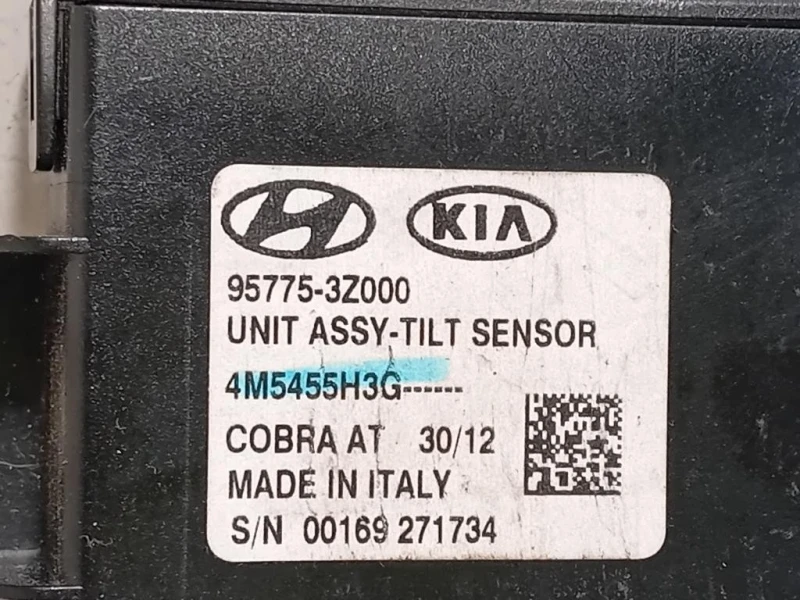 KIA
95775-3Z000
UNIT ASSY-TILT SENSOR
4M5455H3G------
COBRA AT 30/12
MADE IN ITALY
S/N 00169 271734